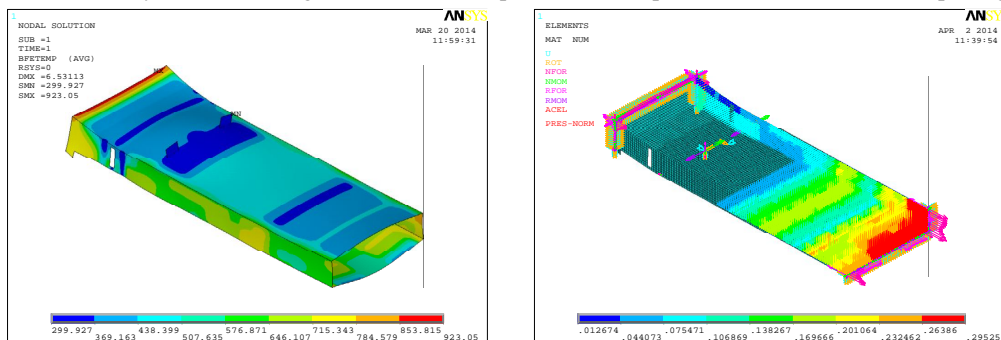 1
ANSYS
NODAL SOLUTION
MAR 20 2014
11:59:31
SUB =1
TIME=1
BFETEMP (AVG)
RSYS=0
DMX =6.53113
SMN =299.927
SMX =923.05
MX
MN
299.927 438.399 576.871 715.343 853.815
369.163 507.635 646.107 784.579 923.05
1
ANSYS
ELEMENTS
APR 2 2014
11:39:54
MAT NUM
U
ROT
NFOR
NMOM
RFOR
RMOM
ACEL
PRES-NORM
.012674 .075471 .138267 .201064 .26386
.044073 .106869 .169666 .232462 .29525